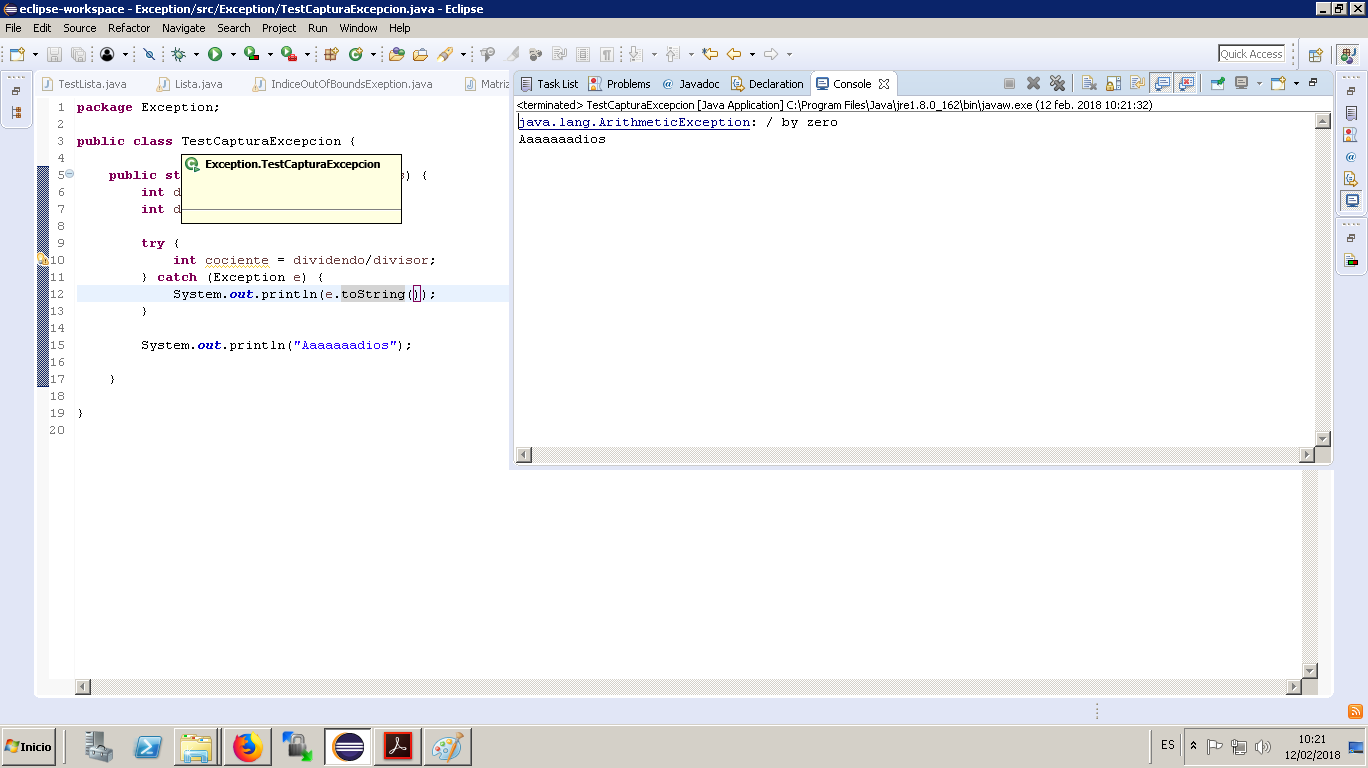 eclipse-workspace - Exception/src/Exception/TestCapturaExcepcion.java - Eclipse
File Edit Source Refactor Navigate Search Project Run Window Help
Quick Access
TestLista.java Lista.java IndiceOutOfBoundsExeption.java Matriz
Task List Problems @ Javadoc Declaration Console
<terminated> TestCapturaExcepcion [Java Application] C:\Program Files\Java\jre1.8.0_162\bin\javaw.exe (12 feb. 2018 10:21:32)
java.lang.ArithmeticException: / by zero
Aaaaaaadios
1 package Exception;
2
3 public class TestCapturaExcepcion {
4
Exception.TestCapturaExcepcion
5 public st s) {
6 int d
7 int d
8
9 try {
10 int cociente = dividendo/divisor;
11 } catch (Exception e) {
12 System.out.println(e.toString());
13 }
14
15 System.out.println("Aaaaaaadios");
16
17 }
18
19 }
20
Inicio
ES
10:21
12/02/2018